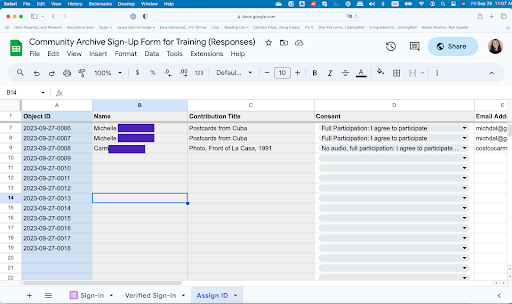 Safari File Edit View History Bookmarks Window Help Fri Sep 29 11:07 AM
docs.google.com
Community Archive Sign-Up Form for Training (Responses)
File Edit View Insert Format Data Tools Extensions Help
Share
100% $ % .0 .00 123 Defaul... - 10 + B I A
B14 fx
A B C D E
1 Object ID Name Contribution Title Consent Email Addr
7 2023-09-27-0006 Michelle Postcards from Cuba Full Participation: I agree to participate michdal@g
8 2023-09-27-0007 Michelle Postcards from Cuba Full Participation: I agree to participate michdal@g
9 2023-09-27-0008 Carm Photo, Front of La Casa, 1991 No audio, full participation: I agree to participate... costcocarm
10 2023-09-27-0009
11 2023-09-27-0010
12 2023-09-27-0011
13 2023-09-27-0012
14 2023-09-27-0013
15 2023-09-27-0014
16 2023-09-27-0015
17 2023-09-27-0016
18 2023-09-27-0017
19 2023-09-27-0018
20
21
22
Sign-In Verified Sign-In Assign ID